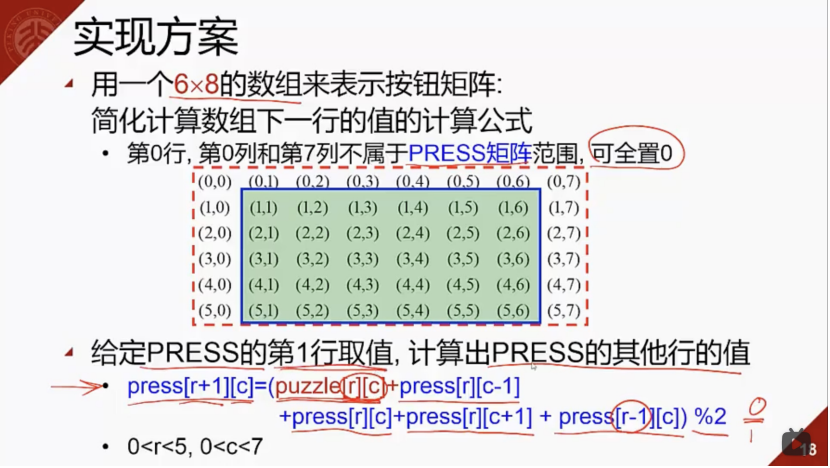 实现方案
用一个6×8的数组来表示按钮矩阵:
简化计算数组下一行的值的计算公式
• 第0行, 第0列和第7列不属于PRESS矩阵范围, 可全置0
(0,0) (0,1) (0,2) (0,3) (0,4) (0,5) (0,6) (0,7)
(1,0) (1,1) (1,2) (1,3) (1,4) (1,5) (1,6) (1,7)
(2,0) (2,1) (2,2) (2,3) (2,4) (2,5) (2,6) (2,7)
(3,0) (3,1) (3,2) (3,3) (3,4) (3,5) (3,6) (3,7)
(4,0) (4,1) (4,2) (4,3) (4,4) (4,5) (4,6) (4,7)
(5,0) (5,1) (5,2) (5,3) (5,4) (5,5) (5,6) (5,7)
给定PRESS的第1行取值, 计算出PRESS的其他行的值
• press[r+1][c]=(puzzle[r][c]+press[r][c-1]
+press[r][c]+press[r][c+1] + press[r-1][c]) %2
0
1
• 0<r<5, 0<c<7
18